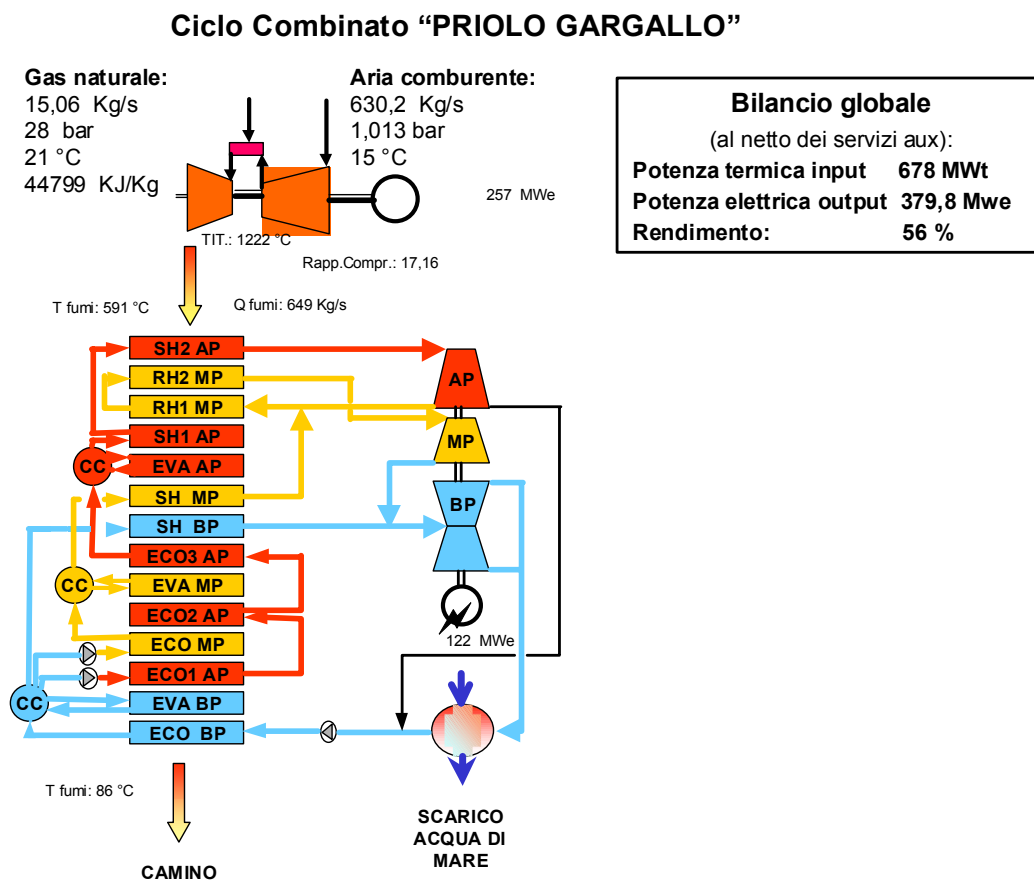 Ciclo Combinato “PRIOLO GARGALLO”
Gas naturale:
15,06 Kg/s
28 bar
21 °C
44799 KJ/Kg
Aria comburente:
630,2 Kg/s
1,013 bar
15 °C
257 MWe
TIT.: 1222 °C
Rapp.Compr.: 17,16
Bilancio globale
(al netto dei servizi aux):
Potenza termica input 678 MWt
Potenza elettrica output 379,8 Mwe
Rendimento: 56 %
T fumi: 591 °C
Q fumi: 649 Kg/s
SH2 AP
RH2 MP
RH1 MP
SH1 AP
EVA AP
SH MP
SH BP
ECO3 AP
EVA MP
ECO2 AP
ECO MP
ECO1 AP
EVA BP
ECO BP
CC
CC
CC
AP
MP
BP
122 MWe
T fumi: 86 °C
CAMINO
SCARICO
ACQUA DI
MARE